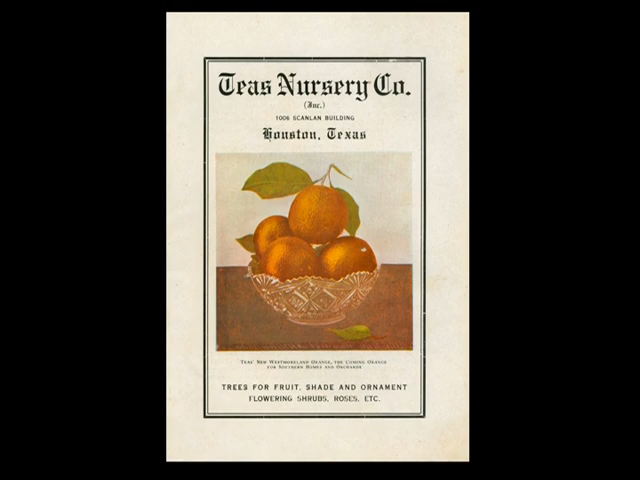 Teas Nursery Co.
(Inc.)
1006 SCANLAN BUILDING
Houston, Texas
TEAS' NEW WESTMORELAND ORANGE, THE COMING ORANGE
FOR SOUTHERN HOMES AND ORCHARDS
TREES FOR FRUIT, SHADE AND ORNAMENT
FLOWERING SHRUBS, ROSES, ETC.